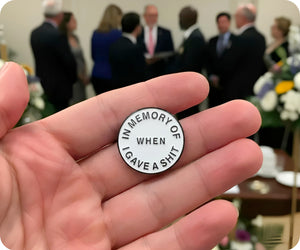 IN MEMORY OF
WHEN
I GAVE A SHIT